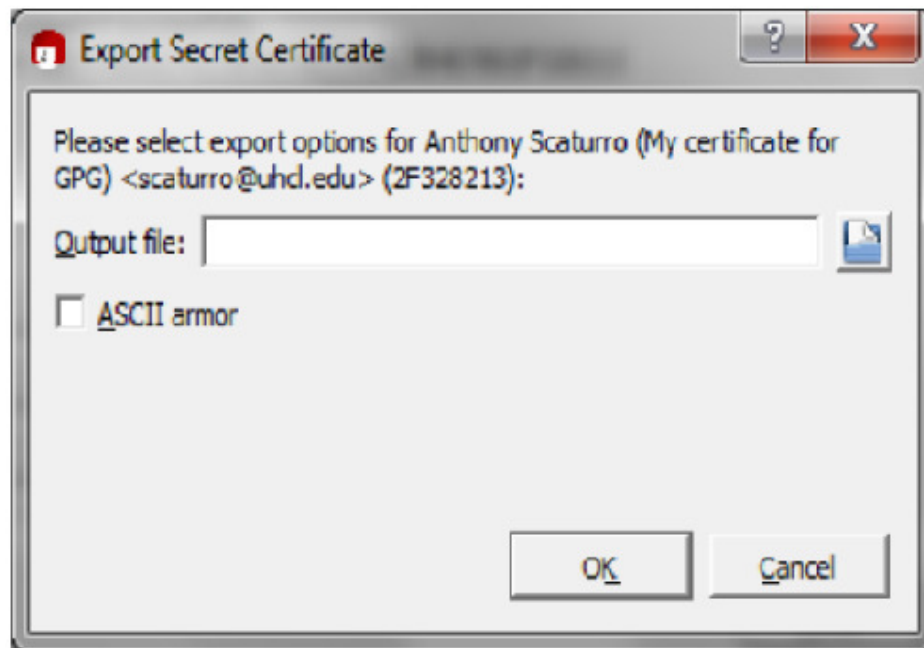 Export Secret Certificate
Please select export options for Anthony Scaturro (My certificate for
GPG) <scaturro@uhcl.edu> (2F328213):
Output file:
ASCII armor
OK
Cancel